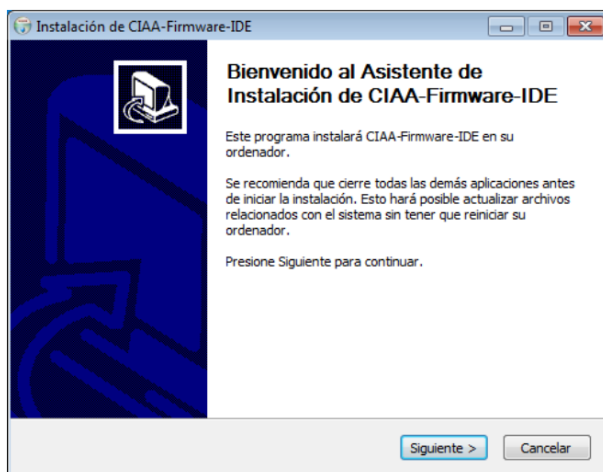 Instalación de CIAA-Firmware-IDE
Bienvenido al Asistente de
Instalación de CIAA-Firmware-IDE
Este programa instalará CIAA-Firmware-IDE en su
ordenador.
Se recomienda que cierre todas las demás aplicaciones antes
de iniciar la instalación. Esto hará posible actualizar archivos
relacionados con el sistema sin tener que reiniciar su
ordenador.
Presione Siguiente para continuar.
Siguiente >
Cancelar